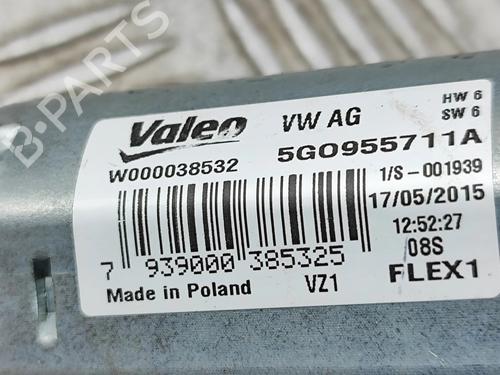 Valeo VW AG HW 6
SW 6
W000038532 5G0955711A
1/S-001939
17/05/2015
12:52:27
08S
7 939000 385325
Made in Poland VZ1 FLEX1
B-PARTS